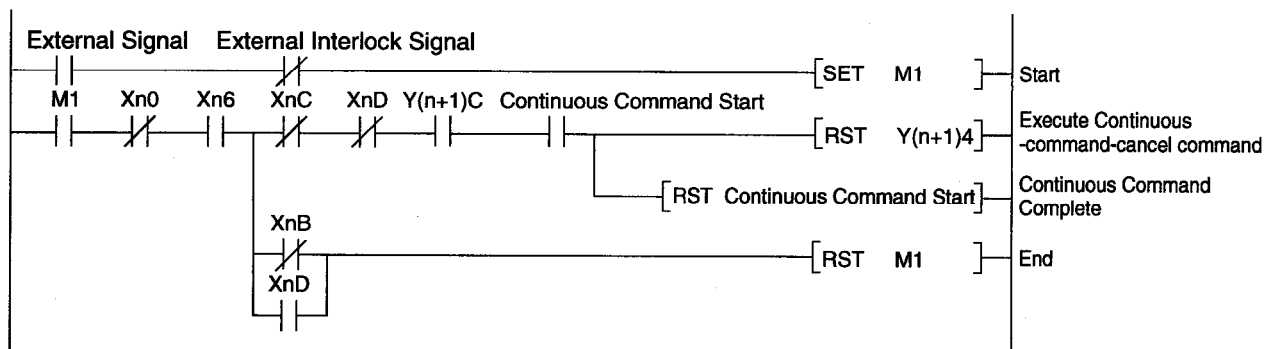 External Signal External Interlock Signal
SET M1 Start
M1 Xn0 Xn6 XnC XnD Y(n+1)C Continuous Command Start
RST Y(n+1)4 Execute Continuous
-command-cancel command
RST Continuous Command Start Continuous Command
Complete
XnB
RST M1 End
XnD